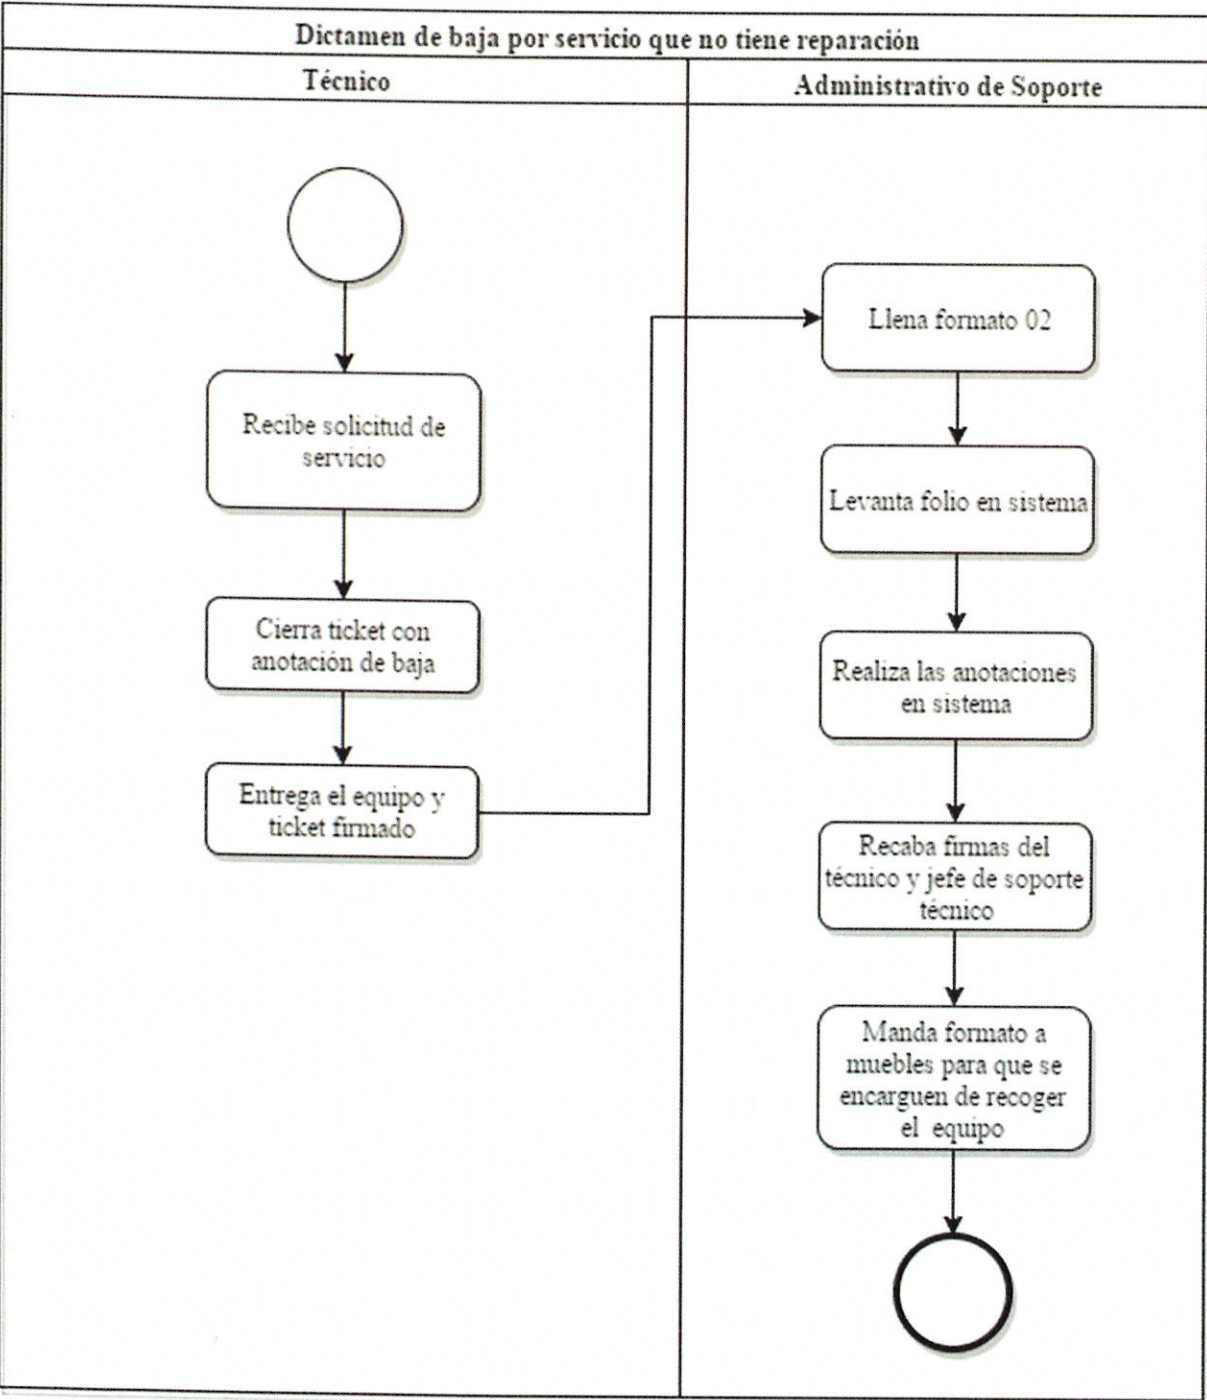 Dictamen de baja por servicio que no tiene reparación
Técnico
Administrativo de Soporte
Recibe solicitud de
servicio
Cierra ticket con
anotación de baja
Entrega el equipo y
ticket firmado
Llena formato 02
Levanta folio en sistema
Realiza las anotaciones
en sistema
Recaba firmas del
técnico y jefe de soporte
técnico
Manda formato a
muebles para que se
encarguen de recoger
el equipo